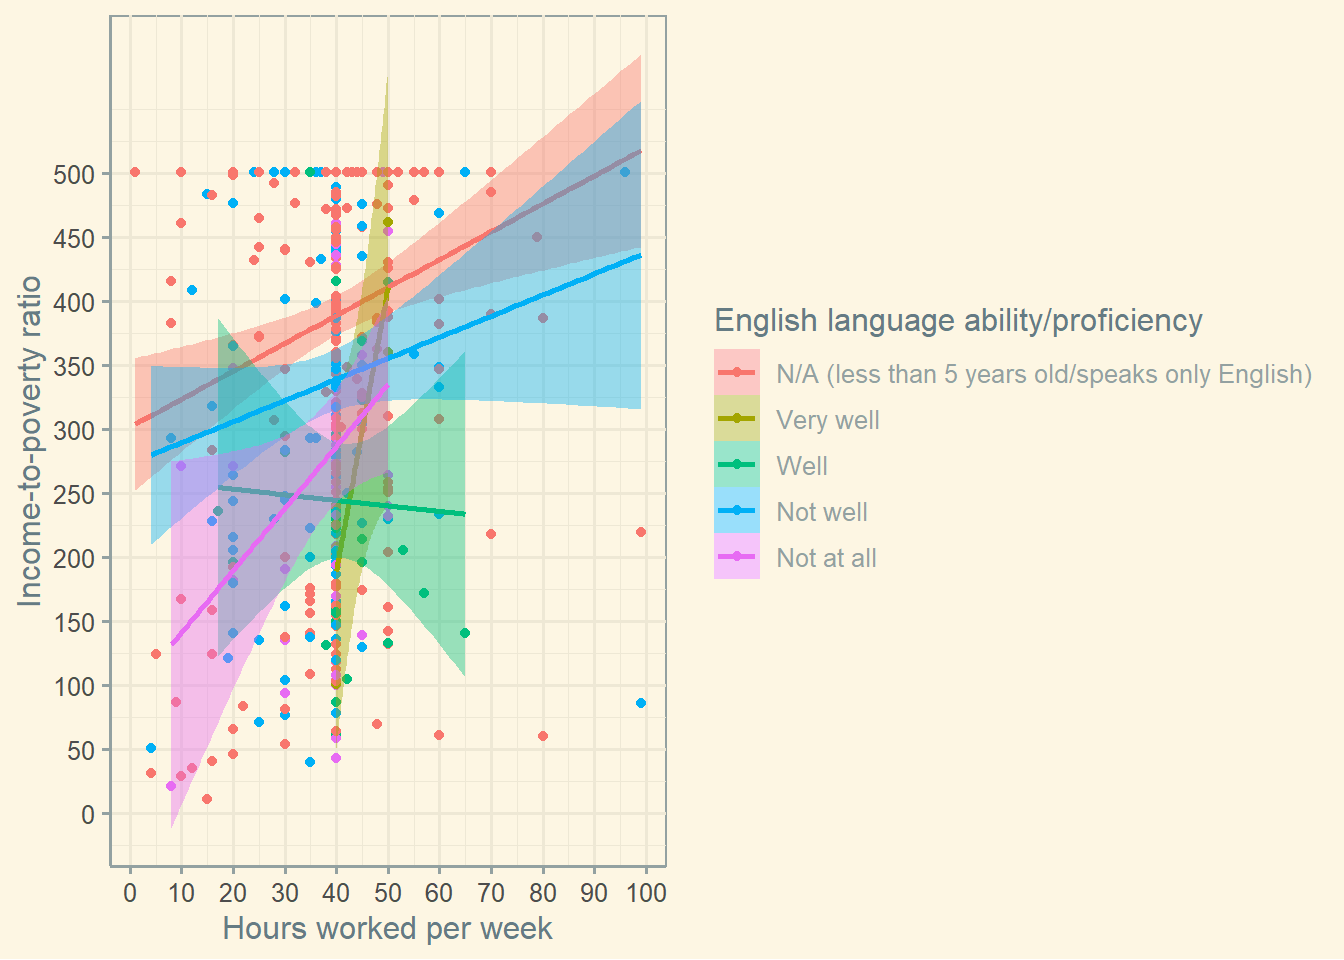 500
450
400
350
300
250
200
150
100
50
0
Income-to-poverty ratio
0 10 20 30 40 50 60 70 80 90 100
Hours worked per week
English language ability/proficiency
N/A (less than 5 years old/speaks only English)
Very well
Well
Not well
Not at all